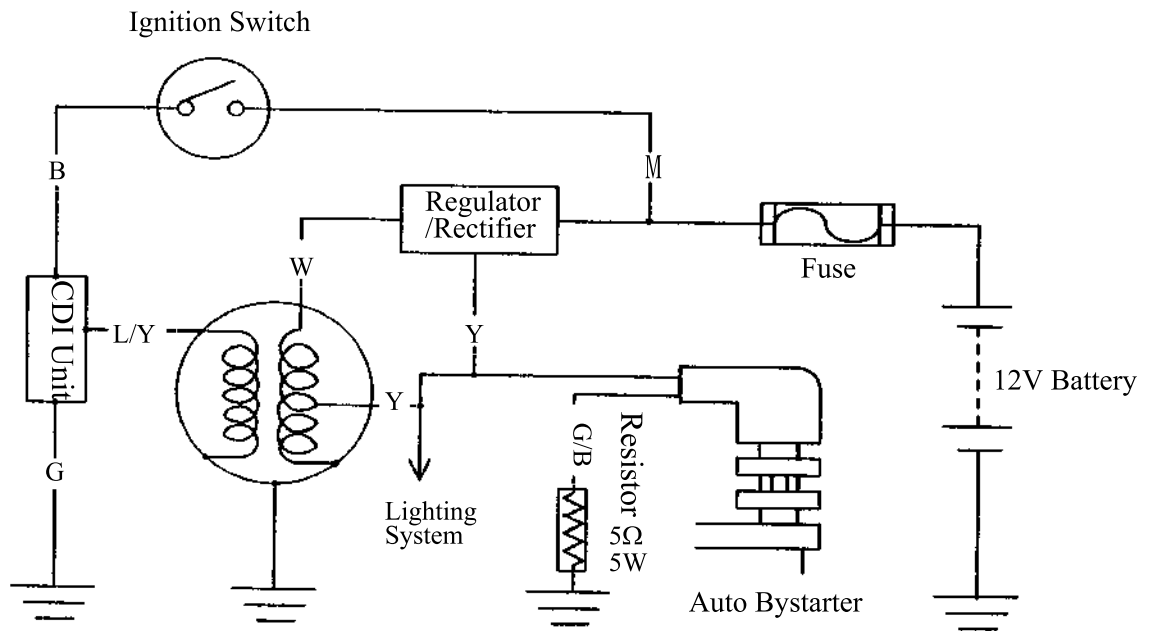 Ignition Switch
B
M
Regulator
/Rectifier
Fuse
W
CDI Unit
L/Y
Y
12V Battery
Y
G
G/B
Resistor
5Ω
5W
Lighting
System
Auto Bystarter